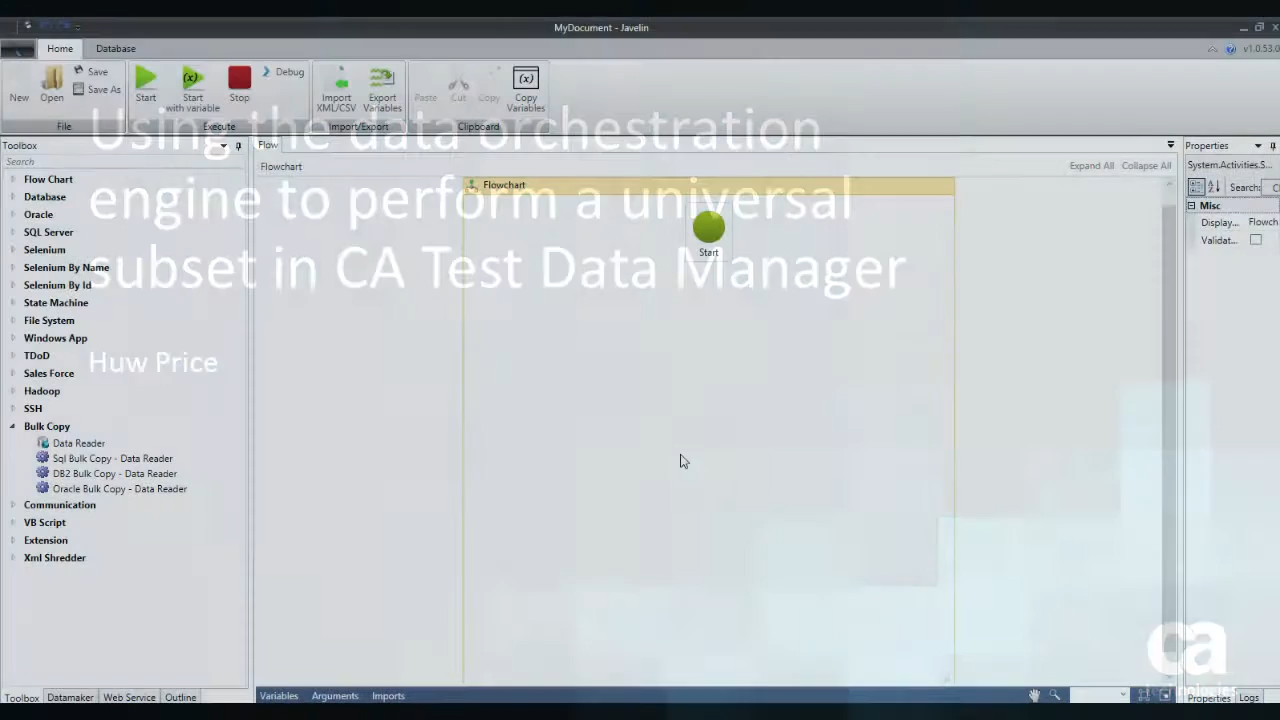 MyDocument - Javelin
Home
Database
v1.0.53.0
New
Open
Save
Save As
Start
Start with variable
Stop
Debug
Import XML/CSV
Export Variables
Paste
Cut
Copy
Copy Variables
File
Execute
Import/Export
Clipboard
Using the data orchestration
engine to perform a universal
subset in CA Test Data Manager
Huw Price
Toolbox
Search
Flow Chart
Database
Oracle
SQL Server
Selenium
Selenium By Name
Selenium By Id
State Machine
File System
Windows App
TDoD
Sales Force
Hadoop
SSH
Bulk Copy
Data Reader
Sql Bulk Copy - Data Reader
DB2 Bulk Copy - Data Reader
Oracle Bulk Copy - Data Reader
Communication
VB Script
Extension
Xml Shredder
Toolbox
Datamaker
Web Service
Outline
Flow
Flowchart
Expand All
Collapse All
Flowchart
Start
Variables
Arguments
Imports
Properties
System.Activities.S...
Search:
Misc
Display...
Flowch
Validat...
ca
technologies
Properties
Logs